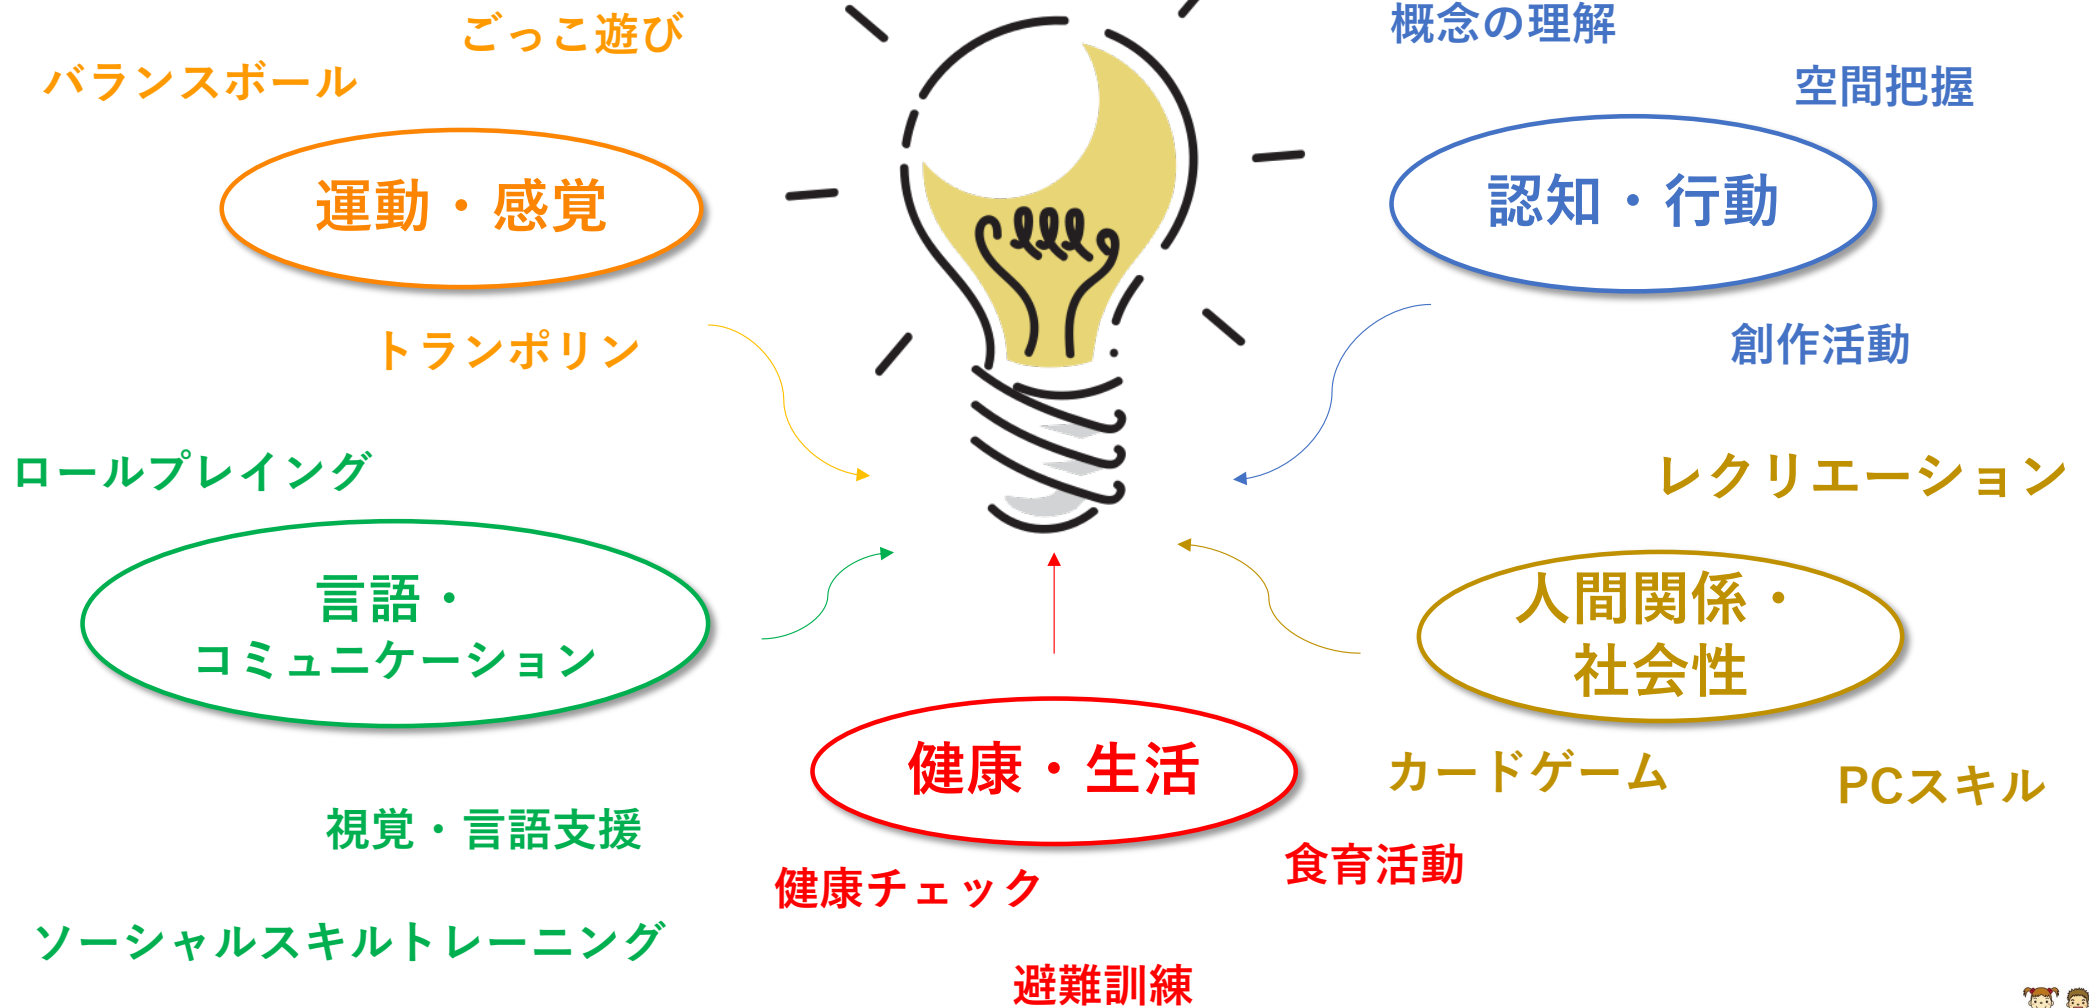 ごっこ遊び
バランスボール
運動・感覚
トランポリン
概念の理解
空間把握
認知・行動
創作活動
ロールプレイング
言語・
コミュニケーション
視覚・言語支援
ソーシャルスキルトレーニング
レクリエーション
人間関係・
社会性
カードゲーム
PCスキル
健康・生活
健康チェック
食育活動
避難訓練